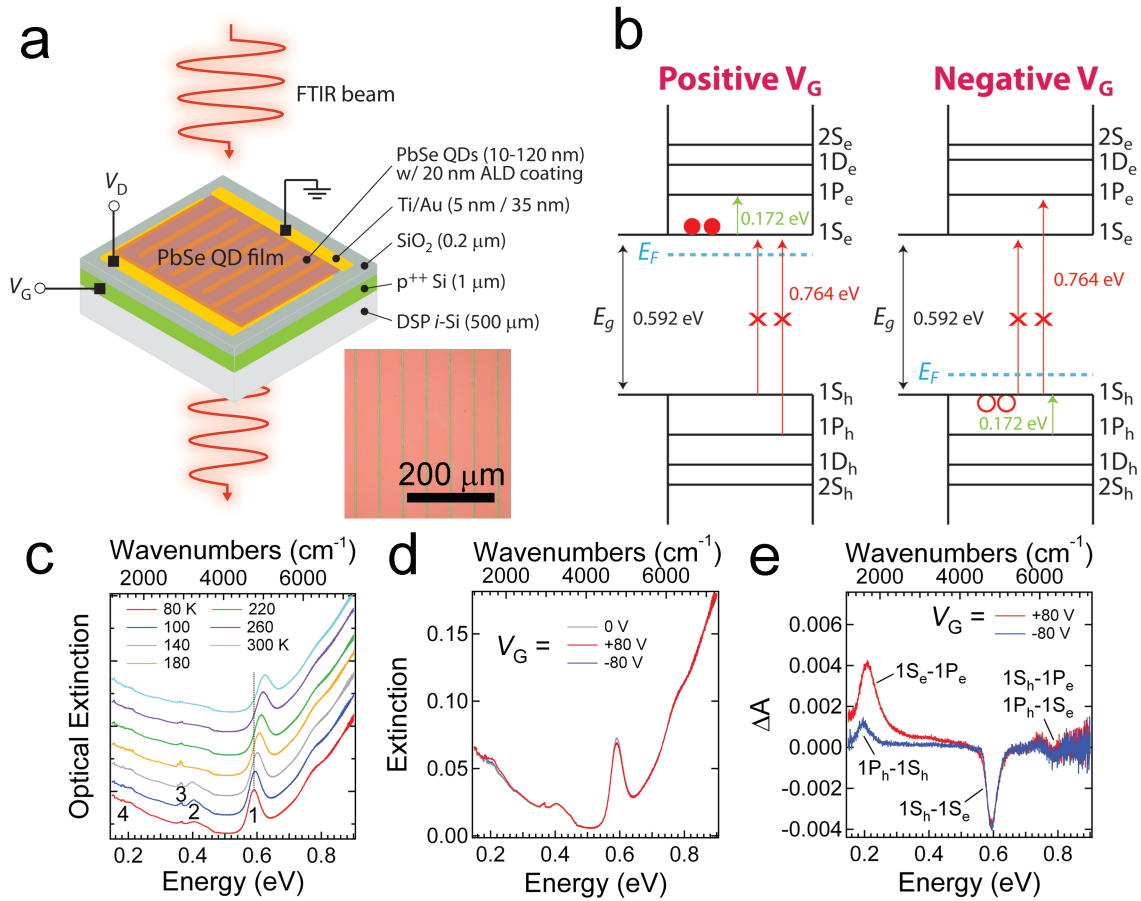 a
FTIR beam
PbSe QDs (10-120 nm)
w/ 20 nm ALD coating
Ti/Au (5 nm / 35 nm)
SiO₂ (0.2 μm)
p⁺⁺ Si (1 μm)
DSP i-Si (500 μm)
V_D
V_G
PbSe QD film
200 μm
b
Positive V_G
2S_e
1D_e
1P_e
0.172 eV
1S_e
E_F
0.764 eV
E_g
0.592 eV
1S_h
1P_h
1D_h
2S_h
Negative V_G
2S_e
1D_e
1P_e
1S_e
0.764 eV
E_g
0.592 eV
E_F
1S_h
0.172 eV
1P_h
1D_h
2S_h
c
Wavenumbers (cm⁻¹)
2000 4000 6000
80 K 220
100 260
140 300 K
180
Optical Extinction
4 3 2 1
0.2 0.4 0.6 0.8
Energy (eV)
d
Wavenumbers (cm⁻¹)
2000 4000 6000
V_G =
0 V
+80 V
-80 V
Extinction
0.15
0.10
0.05
0.00
0.2 0.4 0.6 0.8
Energy (eV)
e
Wavenumbers (cm⁻¹)
2000 4000 6000
V_G =
+80 V
-80 V
ΔA
0.006
0.004
0.002
0.000
-0.002
-0.004
1S_e-1P_e
1S_h-1P_e
1P_h-1S_e
1P_h-1S_h
1S_h-1S_e
0.2 0.4 0.6 0.8
Energy (eV)